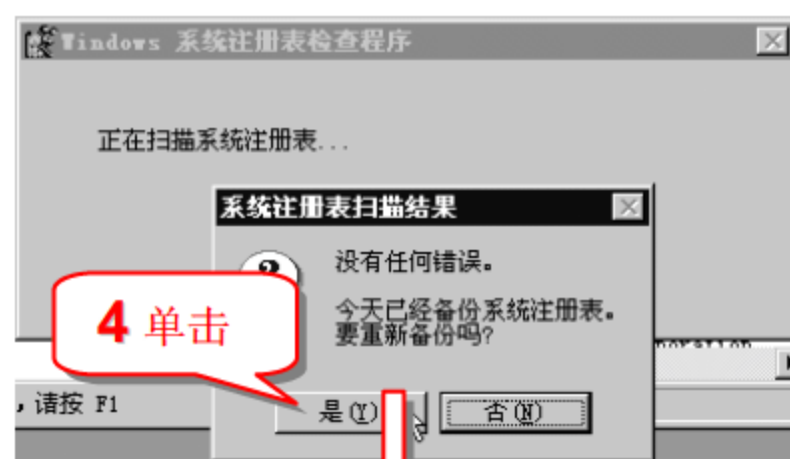 Windows 系统注册表检查程序
正在扫描系统注册表...
系统注册表扫描结果
没有任何错误。
今天已经备份系统注册表。
要重新备份吗?
4 单击
,请按 F1
是(Y)
否(N)